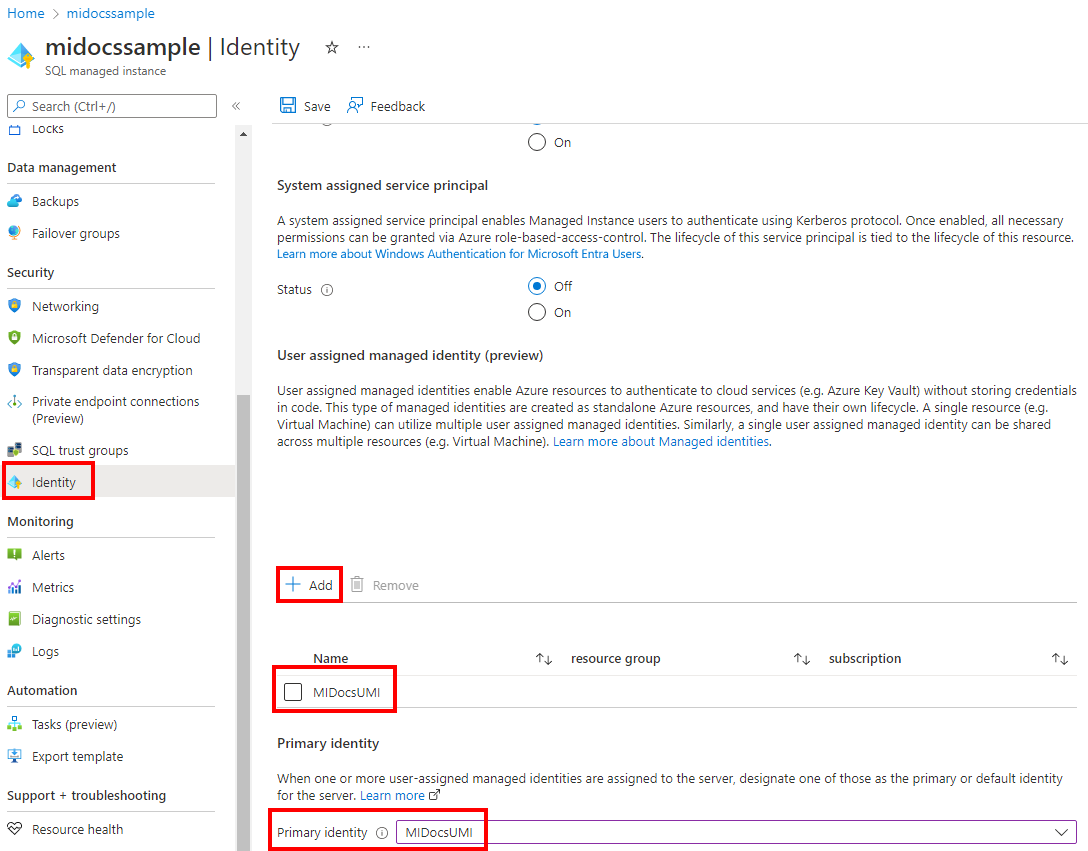 Home > midocssample
midocssample | Identity
SQL managed instance
Search (Ctrl+/)
Locks
Data management
Backups
Failover groups
Security
Networking
Microsoft Defender for Cloud
Transparent data encryption
Private endpoint connections
(Preview)
SQL trust groups
Identity
Monitoring
Alerts
Metrics
Diagnostic settings
Logs
Automation
Tasks (preview)
Export template
Support + troubleshooting
Resource health
Save Feedback
On
System assigned service principal
A system assigned service principal enables Managed Instance users to authenticate using Kerberos protocol. Once enabled, all necessary
permissions can be granted via Azure role-based-access-control. The lifecycle of this service principal is tied to the lifecycle of this resource.
Learn more about Windows Authentication for Microsoft Entra Users.
Status Off
On
User assigned managed identity (preview)
User assigned managed identities enable Azure resources to authenticate to cloud services (e.g. Azure Key Vault) without storing credentials
in code. This type of managed identities are created as standalone Azure resources, and have their own lifecycle. A single resource (e.g.
Virtual Machine) can utilize multiple user assigned managed identities. Similarly, a single user assigned managed identity can be shared
across multiple resources (e.g. Virtual Machine). Learn more about Managed identities.
Add Remove
Name resource group subscription
MIDocsUMI
Primary identity
When one or more user-assigned managed identities are assigned to the server, designate one of those as the primary or default identity
for the server. Learn more
Primary identity MIDocsUMI